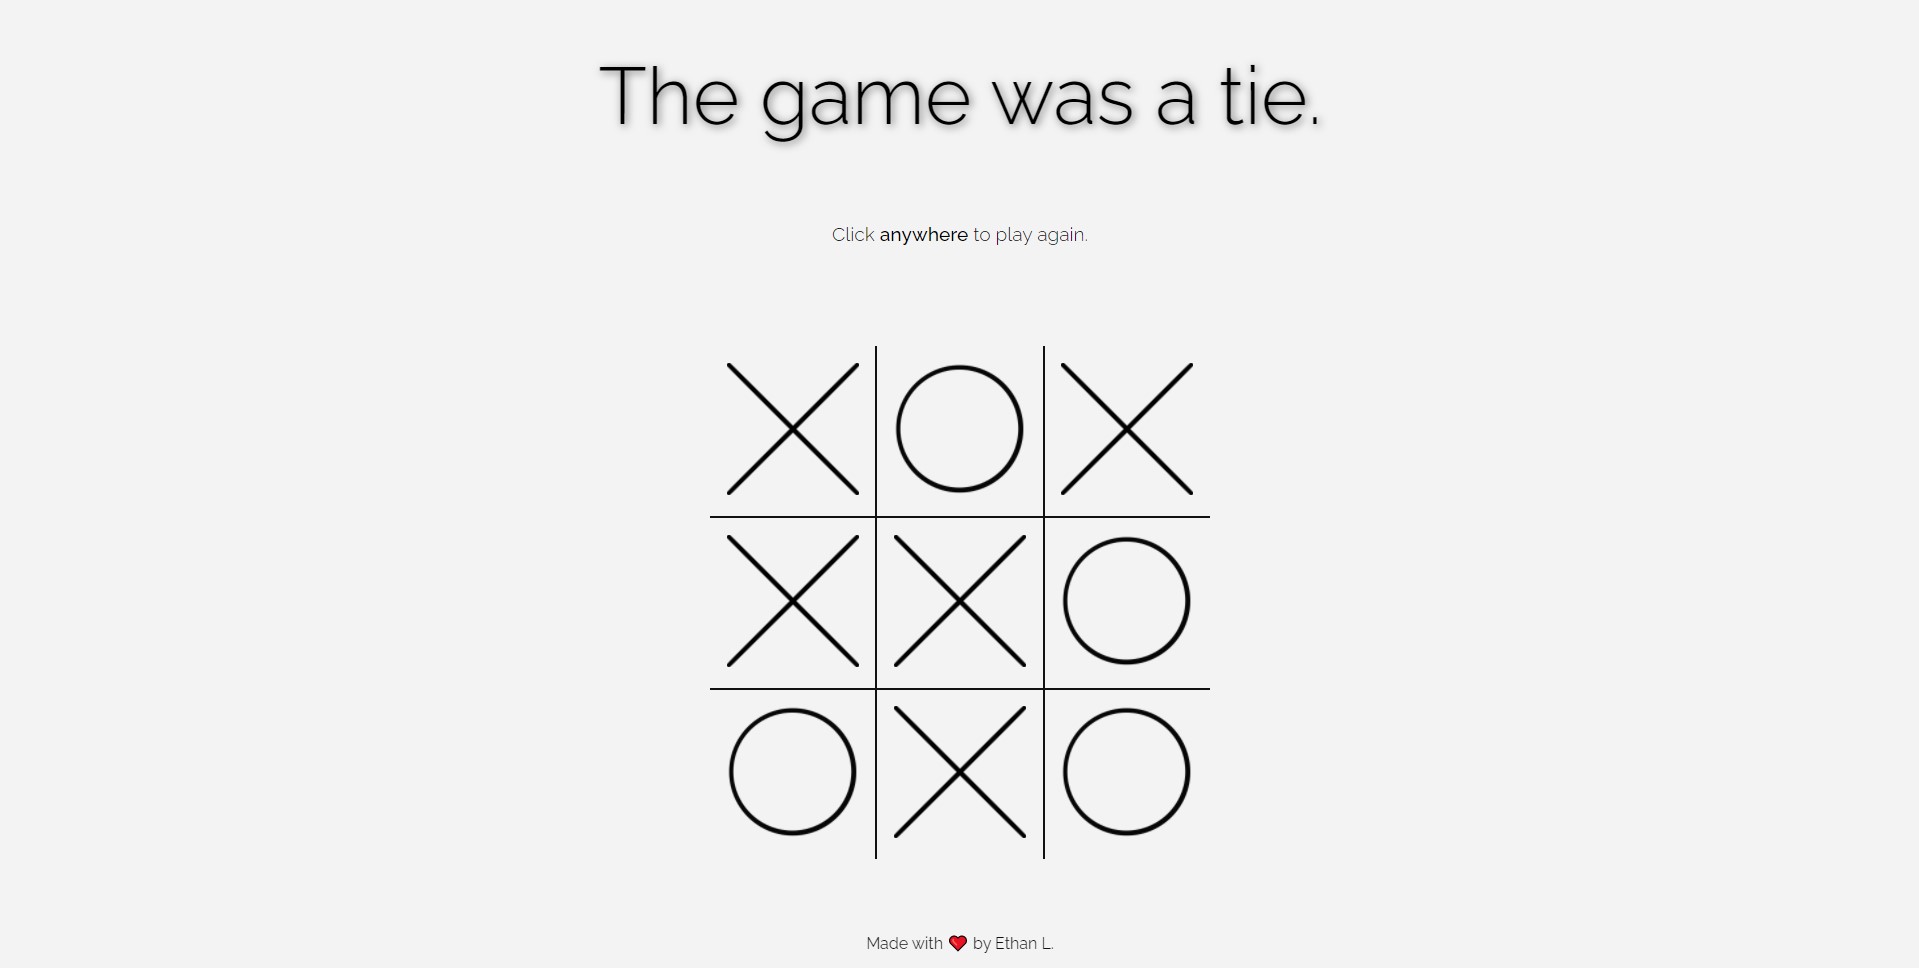 The game was a tie.
Click anywhere to play again.
X O X
X X O
O X O
Made with ❤️ by Ethan L.